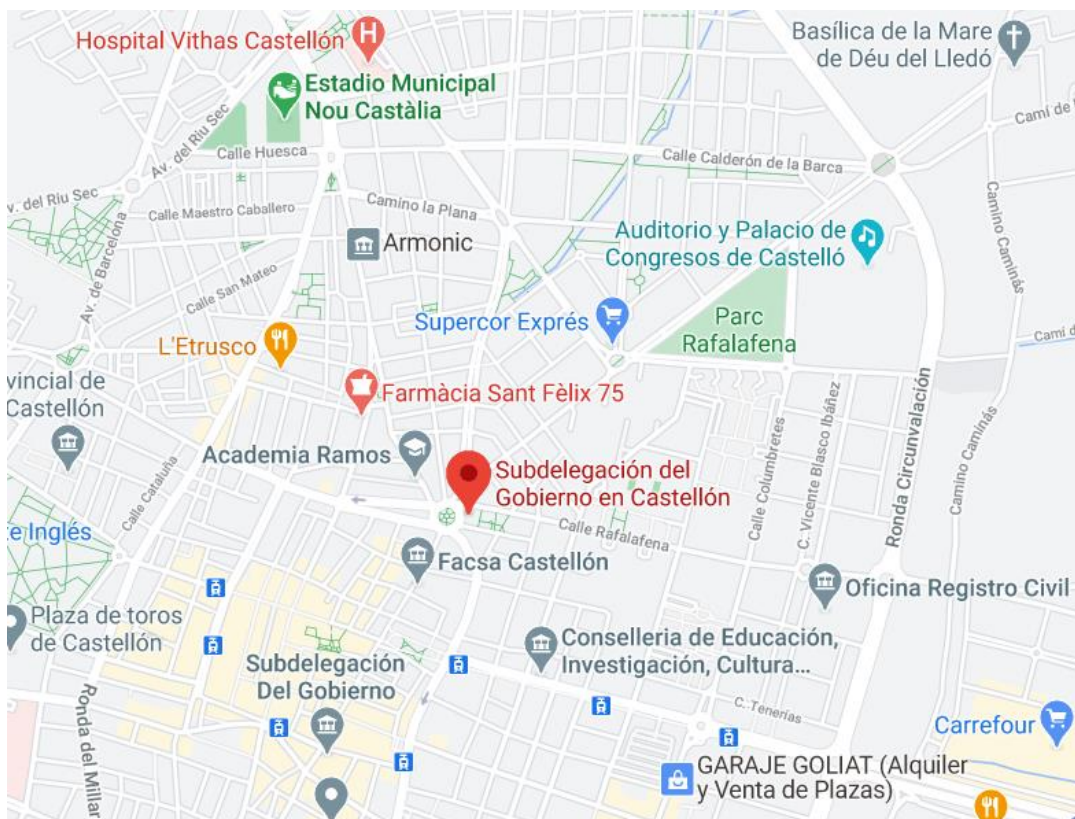 Hospital Vithas Castellón
H
Basílica de la Mare
de Déu del Lledó
Estadio Municipal
Nou Castàlia
Av. del Riu Sec
Calle Huesca
Calle Calderón de la Barca
Camí de
v. del Riu Sec
Calle Maestro Caballero
Camino la Plana
Camino Caminás
Av. de Barcelona
Armonic
Auditorio y Palacio de
Congresos de Castelló
Calle San Mateo
Supercor Exprés
Parc
Rafalafena
Camí de
L'Etrusco
vincial de
Castellón
Farmàcia Sant Fèlix 75
Ronda Circunvalación
C. Vicente Blasco Ibáñez
Calle Columbretes
Camino Caminás
Academia Ramos
Subdelegación del
Gobierno en Castellón
Calle Cataluña
te Inglés
Calle Rafalafena
Facsa Castellón
Oficina Registro Civil
Plaza de toros
de Castellón
Conselleria de Educación,
Investigación, Cultura...
Subdelegación
Del Gobierno
Ronda del Millar
C. Tenerías
Carrefour
GARAJE GOLIAT (Alquiler
y Venta de Plazas)